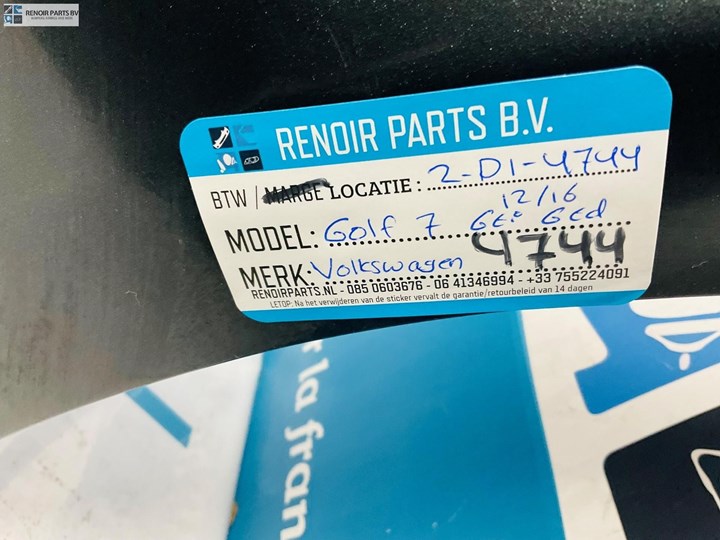 RENOIR PARTS BV
RENOIR PARTS B.V.
BTW / MARGE LOCATIE : 2-D1-4744
12/16
MODEL: Golf 7 Gti Gtd
MERK: Volkswagen 4744
RENOIRPARTS.NL - 085 0603676 - 06 41346994 - +33 755224091
LETOP: Na het verwijderen van de sticker vervalt de garantie/retourbeleid van 14 dagen
r la fran